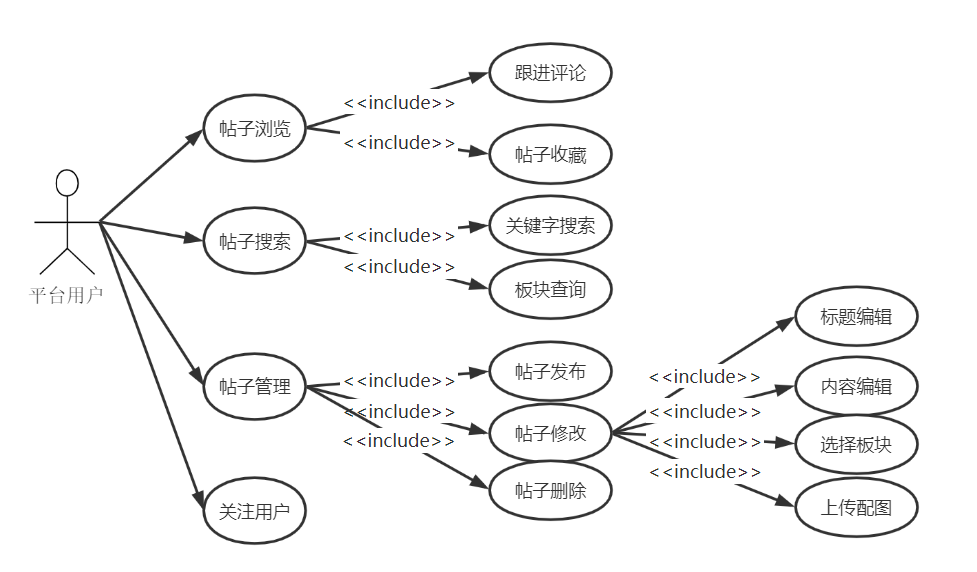 跟进评论
<<include>>
帖子浏览
<<include>>
帖子收藏
关键字搜索
帖子搜索
<<include>>
<<include>>
板块查询
平台用户
标题编辑
帖子发布
<<include>>
<<include>>
帖子管理
内容编辑
<<include>>
<<include>>
帖子修改
<<include>>
<<include>>
选择板块
<<include>>
帖子删除
上传配图
关注用户